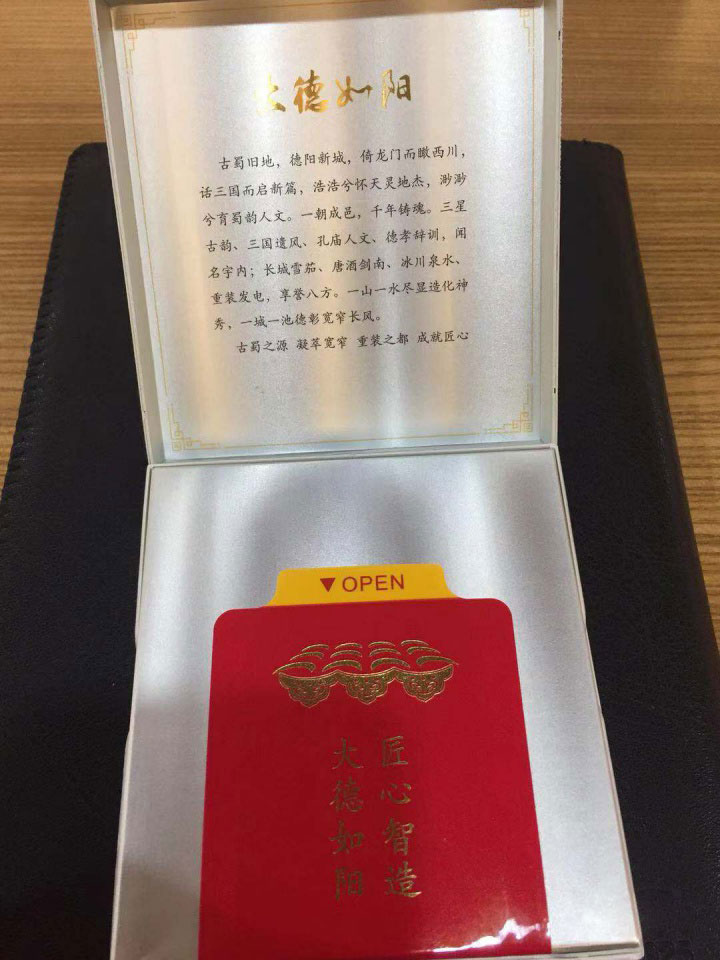 大德如阳
古蜀旧地，德阳新城，倚龙门而瞰西川，
话三国而启新篇，浩浩兮怀天灵地杰，渺渺
兮育蜀韵人文。一朝成邑，千年铸魂。三星
古韵、三国遗风、孔庙人文、德孝辞训，闻
名宇内；长城雪茄、唐酒剑南、冰川泉水、
重装发电，享誉八方。一山一水尽显造化神
秀，一城一池德彰宽窄长风。
古蜀之源 凝萃宽窄 重装之都 成就匠心
▼OPEN
匠心智造
大德如阳